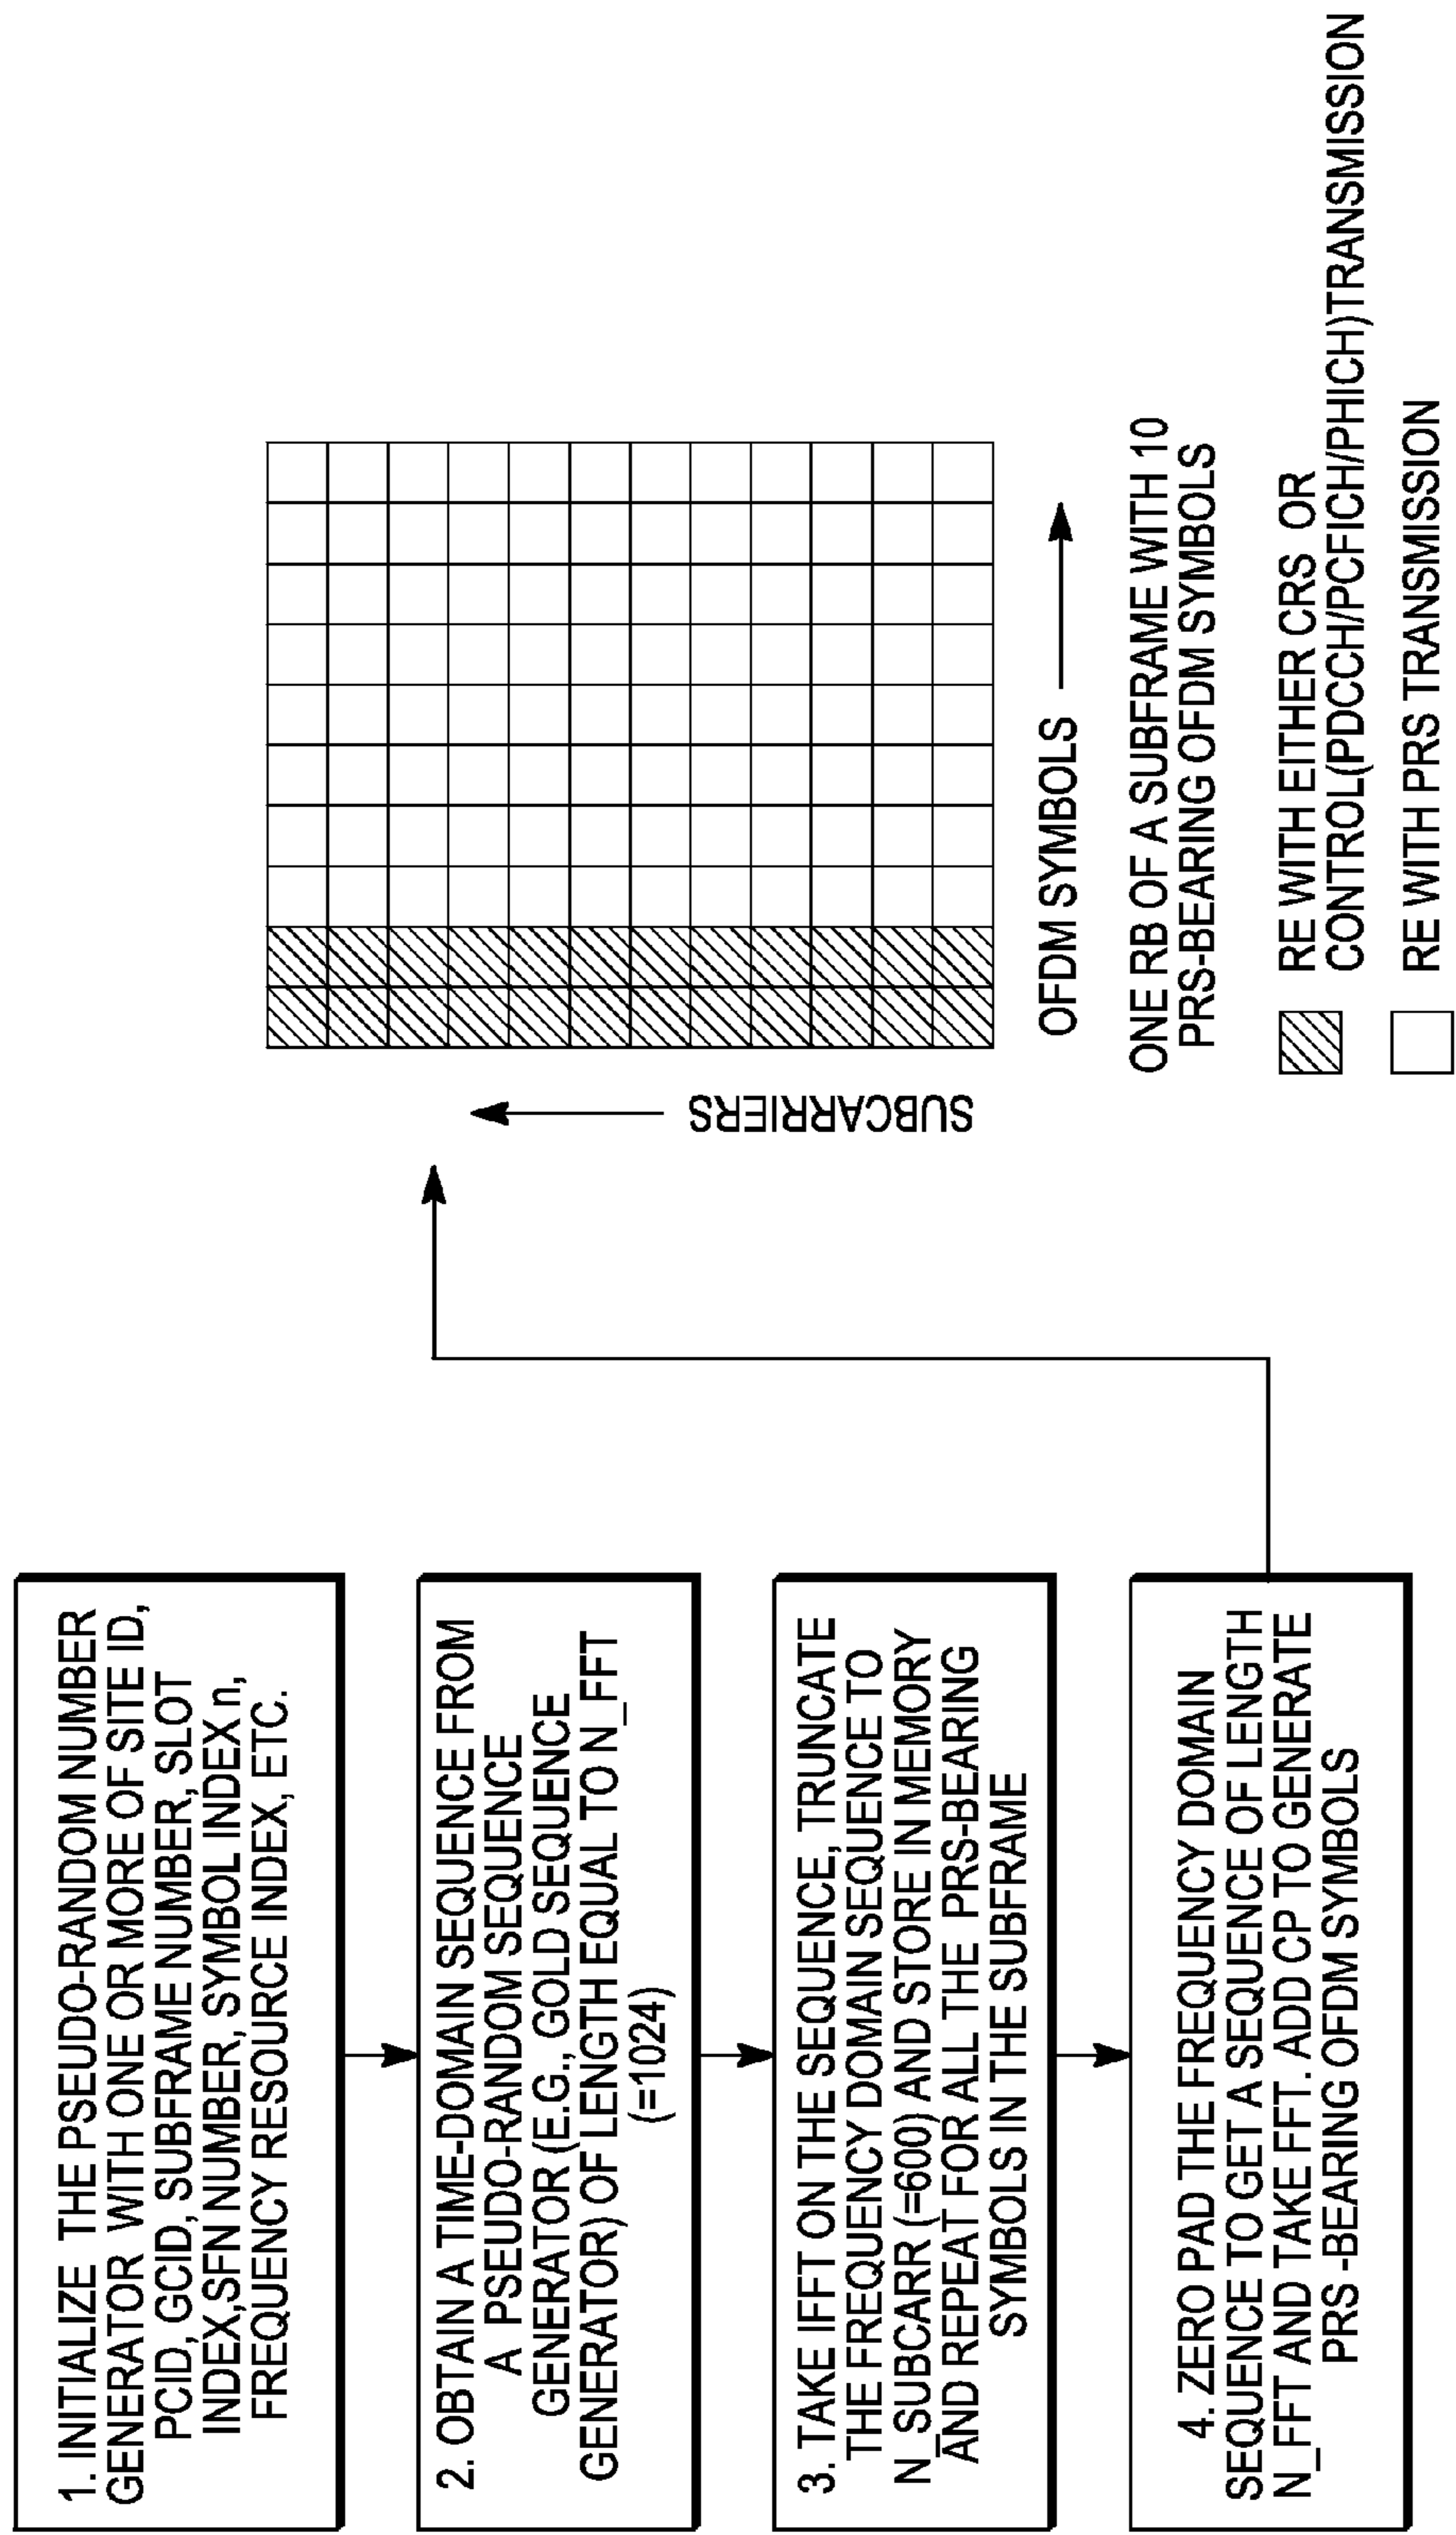 1. INITIALIZE THE PSEUDO-RANDOM NUMBER
GENERATOR WITH ONE OR MORE OF SITE ID,
PCID, GCID, SUBFRAME NUMBER, SLOT
INDEX,SFN NUMBER, SYMBOL INDEX n,
FREQUENCY RESOURCE INDEX, ETC.
2. OBTAIN A TIME-DOMAIN SEQUENCE FROM
A PSEUDO-RANDOM SEQUENCE
GENERATOR (E.G., GOLD SEQUENCE
GENERATOR) OF LENGTH EQUAL TO N_FFT
(=1024)
3. TAKE IFFT ON THE SEQUENCE, TRUNCATE
THE FREQUENCY DOMAIN SEQUENCE TO
N_SUBCARR (=600) AND STORE IN MEMORY
AND REPEAT FOR ALL THE PRS-BEARING
SYMBOLS IN THE SUBFRAME
4. ZERO PAD THE FREQUENCY DOMAIN
SEQUENCE TO GET A SEQUENCE OF LENGTH
N_FFT AND TAKE FFT. ADD CP TO GENERATE
PRS -BEARING OFDM SYMBOLS
SUBCARRIERS
OFDM SYMBOLS
ONE RB OF A SUBFRAME WITH 10
PRS-BEARING OFDM SYMBOLS
RE WITH EITHER CRS OR
CONTROL(PDCCH/PCFICH/PHICH)TRANSMISSION
RE WITH PRS TRANSMISSION